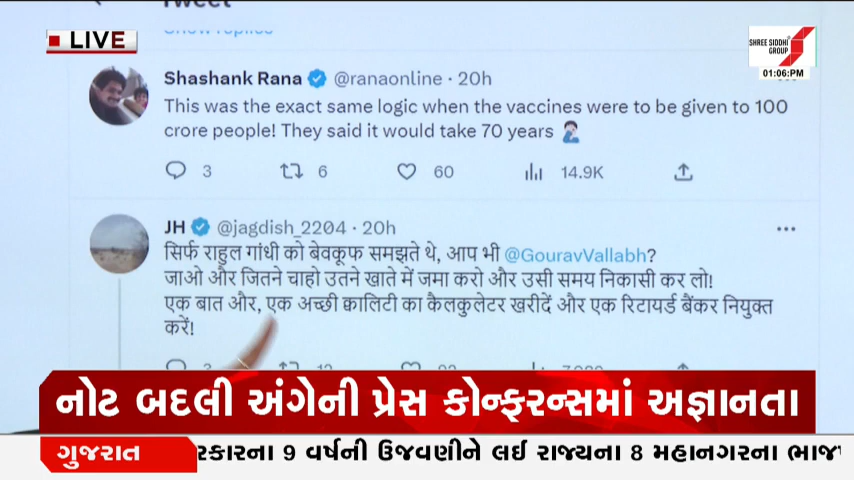 Tweet
Show replies
LIVE
SHREE SIDDHI
GROUP
01:06:PM
Shashank Rana @ranaonline · 20h
This was the exact same logic when the vaccines were to be given to 100
crore people! They said it would take 70 years
3 6 60 14.9K
JH @jagdish_2204 · 20h
सिर्फ राहुल गांधी को बेवकूफ समझते थे, आप भी @GouravVallabh?
जाओ और जितने चाहो उतने खाते में जमा करो और उसी समय निकासी कर लो!
एक बात और, एक अच्छी क्वालिटी का कैलकुलेटर खरीदें और एक रिटायर्ड बैंकर नियुक्त
करें!
નોટ બદલી અંગેની પ્રેસ કોન્ફરન્સમાં અજ્ઞાનતા
ગુજરાત
રકારના 9 વર્ષની ઉજવણીને લઈ રાજ્યના 8 મહાનગરના ભાજપ